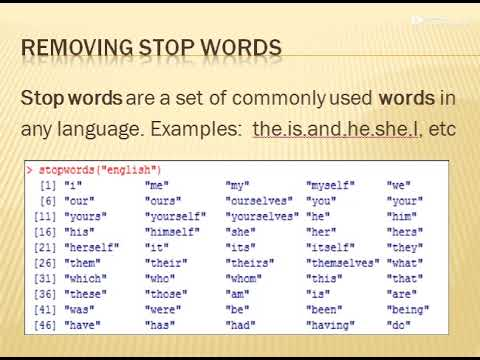 REMOVING STOP WORDS
Stop words are a set of commonly used words in
any language. Examples: the,is,and,he,she,I, etc
> stopwords("english")
[1] "i" "me" "my" "myself" "we"
[6] "our" "ours" "ourselves" "you" "your"
[11] "yours" "yourself" "yourselves" "he" "him"
[16] "his" "himself" "she" "her" "hers"
[21] "herself" "it" "its" "itself" "they"
[26] "them" "their" "theirs" "themselves" "what"
[31] "which" "who" "whom" "this" "that"
[36] "these" "those" "am" "is" "are"
[41] "was" "were" "be" "been" "being"
[46] "have" "has" "had" "having" "do"